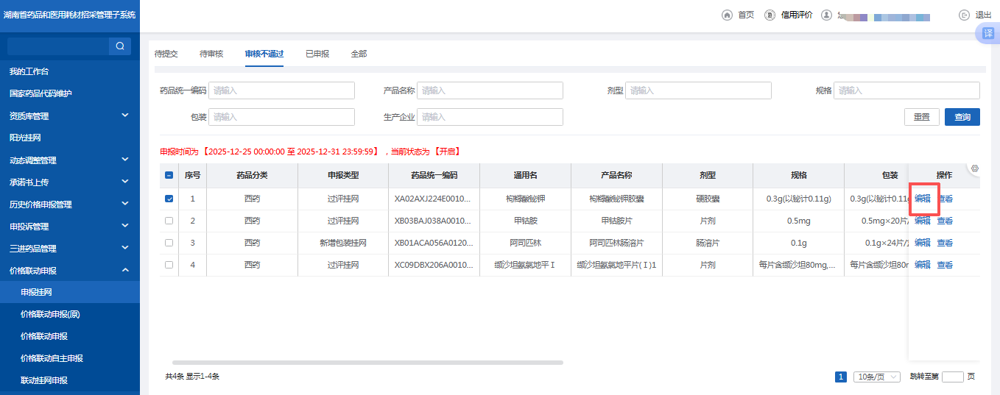 湖南省药品和医用耗材招采管理子系统
首页 信用评价 退出
译
我的工作台
国家药品代码维护
资质库管理
阳光挂网
动态调整管理
承诺书上传
历史价格申报管理
申投诉管理
三进药品管理
价格联动申报
申报挂网
价格联动申报(原)
价格联动申报
价格联动自主申报
联动挂网申报
待提交 待审核 审核不通过 已申报 全部
药品统一编码 请输入 产品名称 请输入 剂型 请输入 规格 请输入
包装 请输入 生产企业 请输入 重置 查询
申报时间为 【2025-12-25 00:00:00 至 2025-12-31 23:59:59】 ，当前状态为 【开启】
序号 药品分类 申报类型 药品统一编码 通用名 产品名称 剂型 规格 包装 操作
1 西药 过评挂网 XA02AXJ224E0010... 枸橼酸铋钾 枸橼酸铋钾胶囊 硬胶囊 0.3g(以铋计0.11g) 0.3g(以铋计0.11g 编辑 查看
2 西药 过评挂网 XB03BAJ038A0010... 甲钴胺 甲钴胺片 片剂 0.5mg 0.5mg×20片/ 编辑 查看
3 西药 新增包装挂网 XB01ACA056A0120... 阿司匹林 阿司匹林肠溶片 肠溶片 0.1g 0.1g×24片/ 编辑 查看
4 西药 过评挂网 XC09DBX206A0010... 缬沙坦氨氯地平Ⅰ 缬沙坦氨氯地平片(Ⅰ)1 片剂 每片含缬沙坦80mg,... 每片含缬沙坦80m 编辑 查看
共4条 显示1-4条 1 10条/页 跳转至第 页